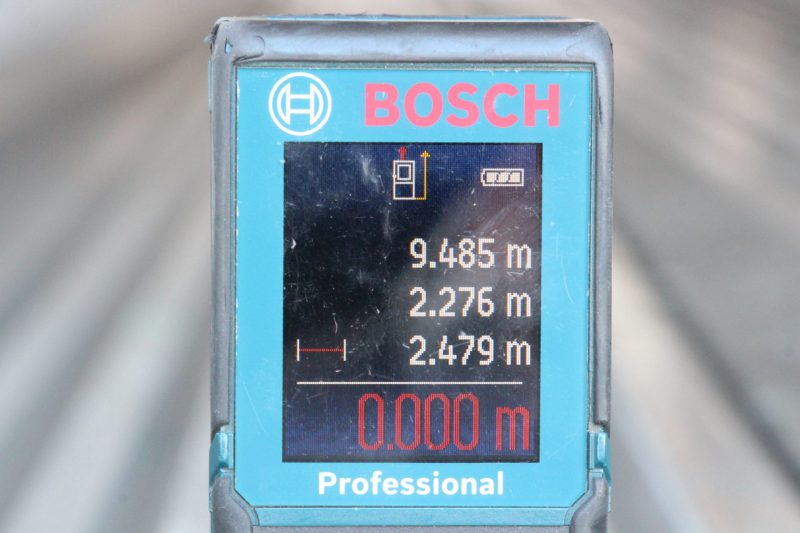 BOSCH
9.485 m
2.276 m
2.479 m
0.000 m
Professional